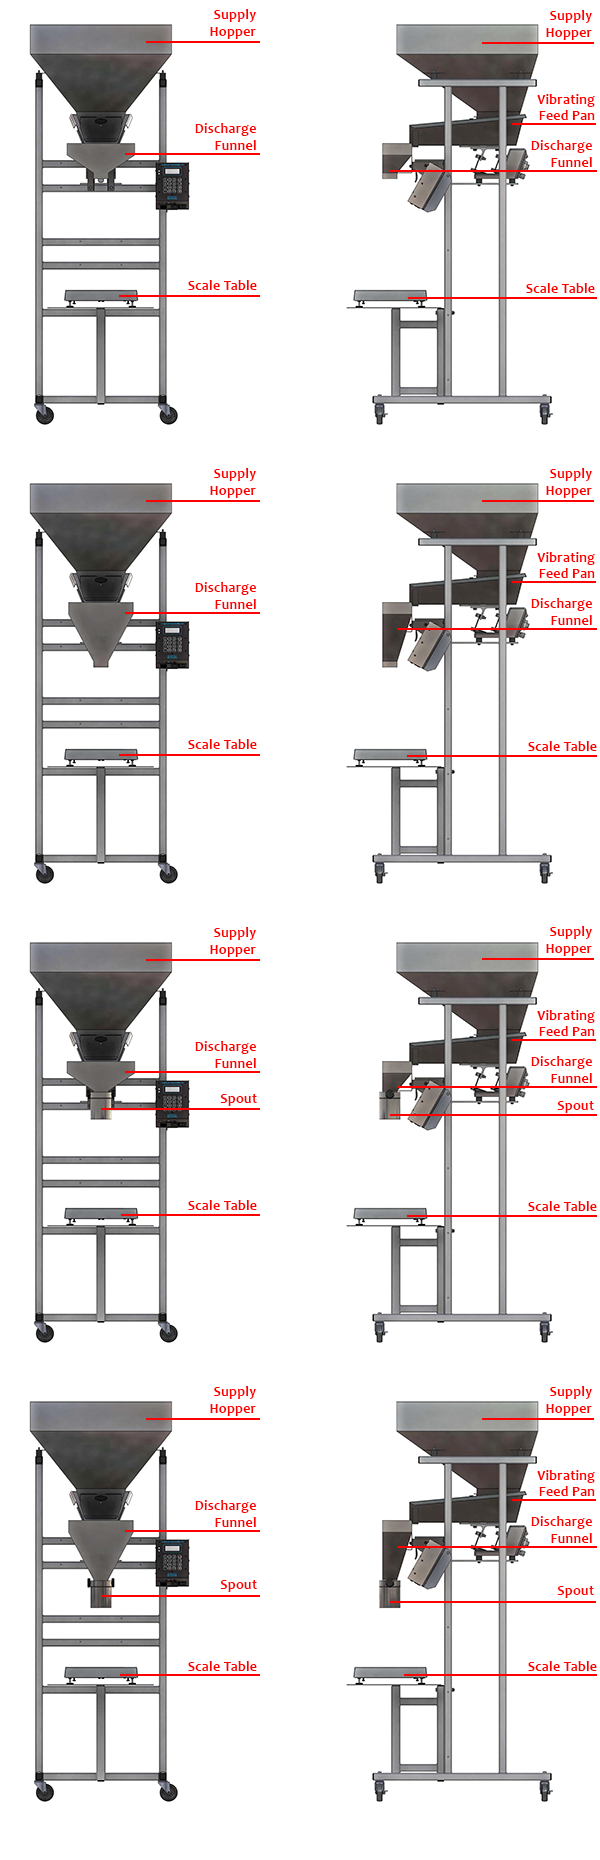 Supply
Hopper
Discharge
Funnel
Scale Table
Supply
Hopper
Vibrating
Feed Pan
Discharge
Funnel
Scale Table
Supply
Hopper
Discharge
Funnel
Scale Table
Supply
Hopper
Vibrating
Feed Pan
Discharge
Funnel
Scale Table
Supply
Hopper
Discharge
Funnel
Spout
Scale Table
Supply
Hopper
Vibrating
Feed Pan
Discharge
Funnel
Spout
Scale Table
Supply
Hopper
Discharge
Funnel
Spout
Scale Table
Supply
Hopper
Vibrating
Feed Pan
Discharge
Funnel
Spout
Scale Table